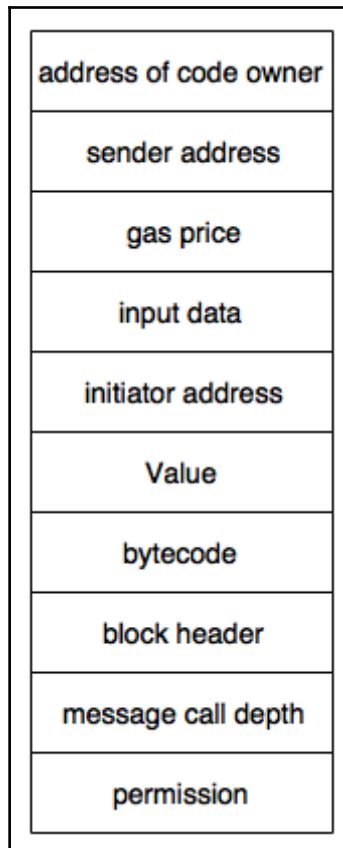 address of code owner
sender address
gas price
input data
initiator address
Value
bytecode
block header
message call depth
permission